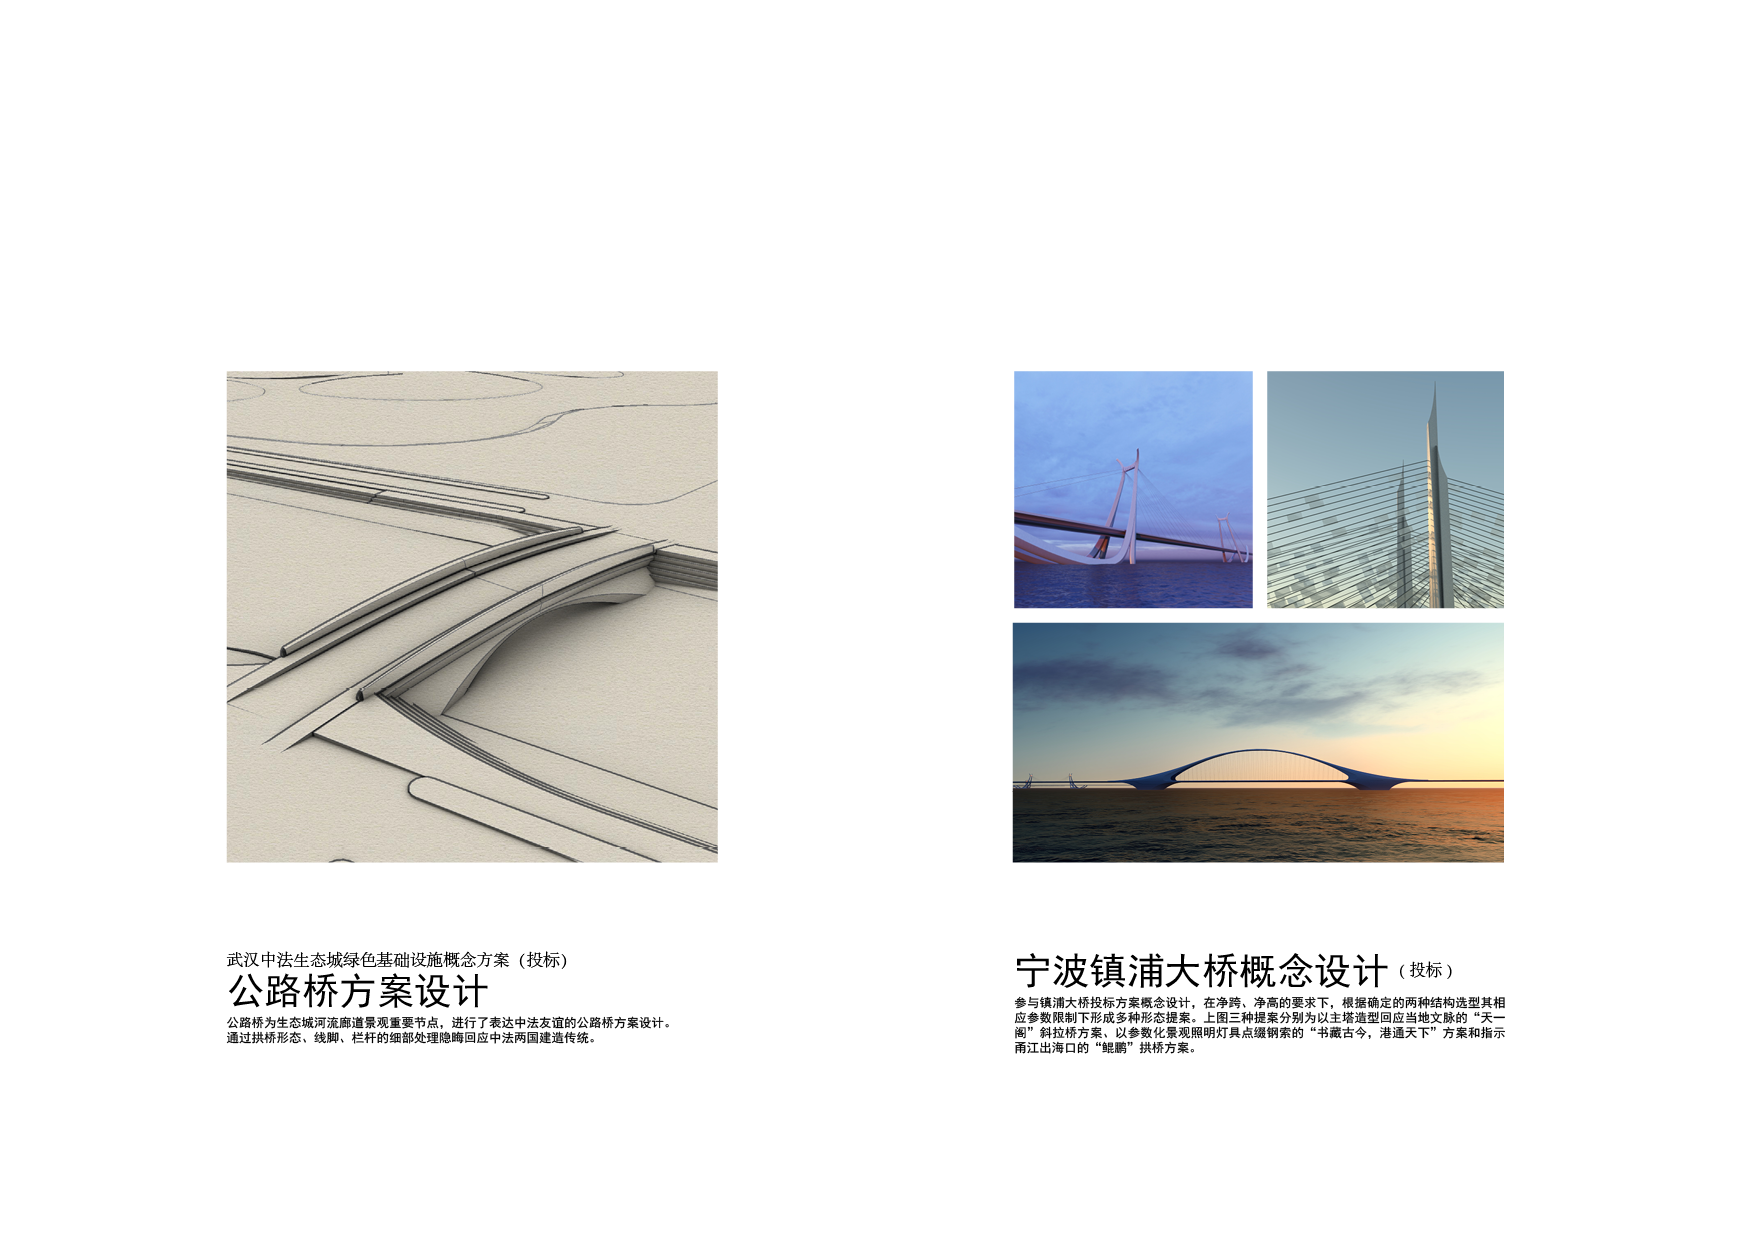 武汉中法生态城绿色基础设施概念方案（投标）
公路桥方案设计
公路桥为生态城河流廊道景观重要节点，进行了表达中法友谊的公路桥方案设计。
通过拱桥形态、线脚、栏杆的细部处理隐晦回应中法两国建造传统。
宁波镇浦大桥概念设计（投标）
参与镇浦大桥投标方案概念设计，在净跨、净高的要求下，根据确定的两种结构选型其相
应参数限制下形成多种形态提案。上图三种提案分别为以主塔造型回应当地文脉的“天一
阁”斜拉桥方案、以参数化景观照明灯具点缀钢索的“书藏古今，港通天下”方案和指示
甬江出海口的“鲲鹏”拱桥方案。